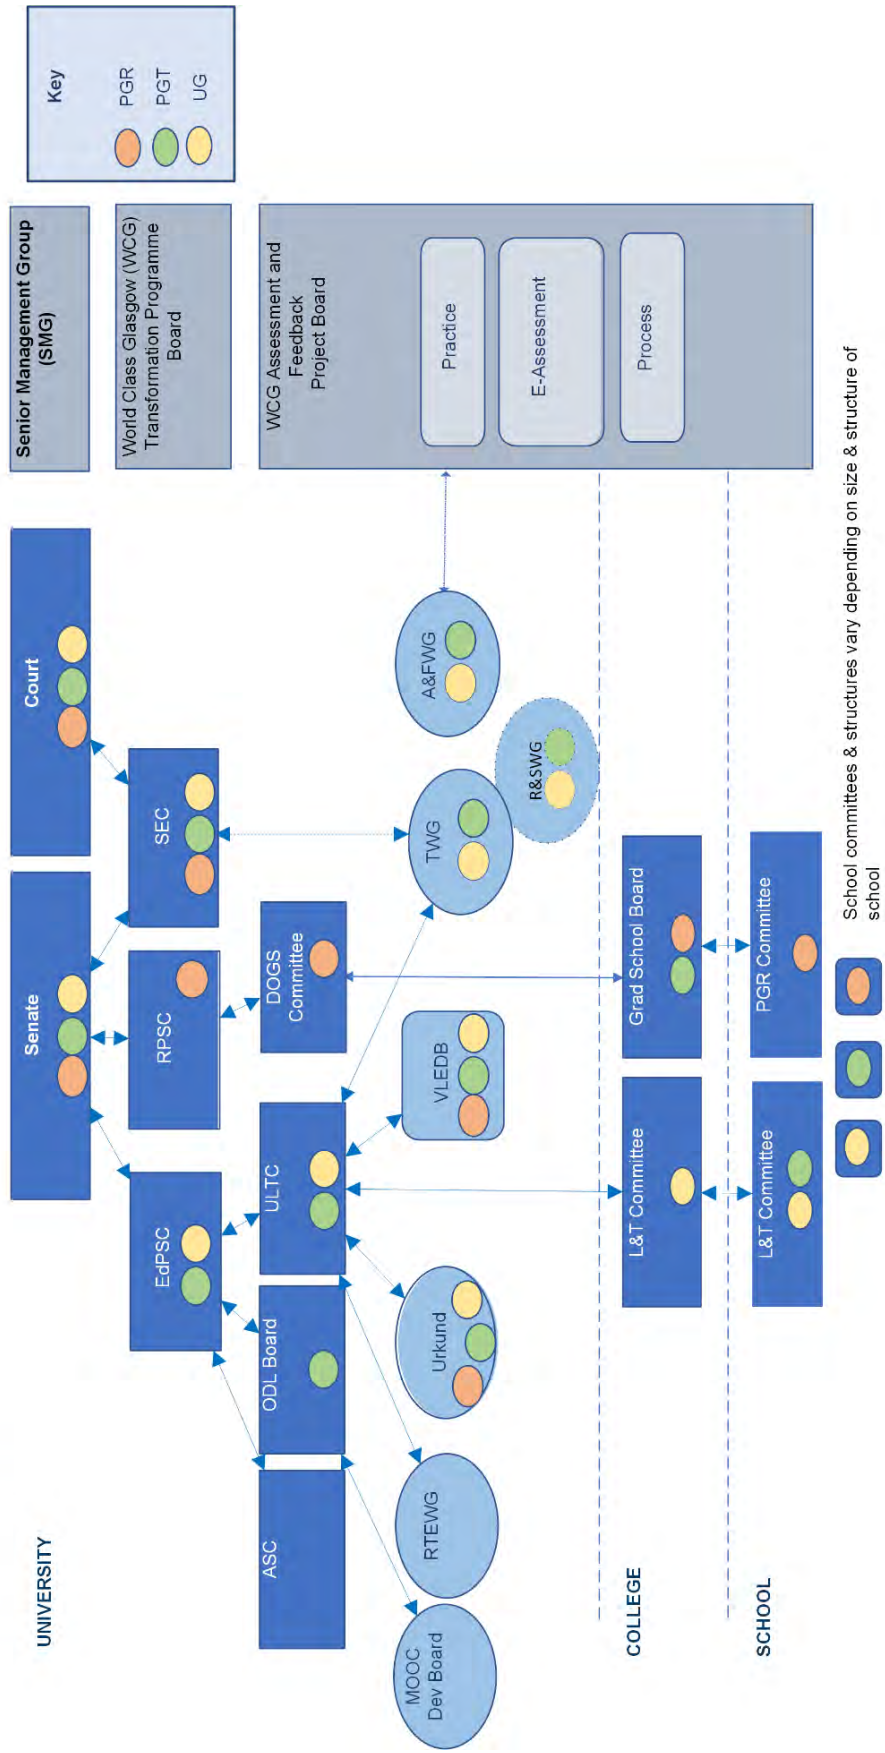 UNIVERSITY
Senate
Court
Senior Management Group
(SMG)
Key
PGR
PGT
UG
EdPSC
RPSC
SEC
World Class Glasgow (WCG)
Transformation Programme
Board
ASC
ODL Board
ULTC
DOGS
Committee
WCG Assessment and
Feedback
Project Board
MOOC
Dev Board
RTEWG
Urkund
VLEDB
TWG
A&FWG
R&SWG
Practice
E-Assessment
Process
COLLEGE
L&T Committee
Grad School Board
SCHOOL
L&T Committee
PGR Committee
School committees & structures vary depending on size & structure of
school